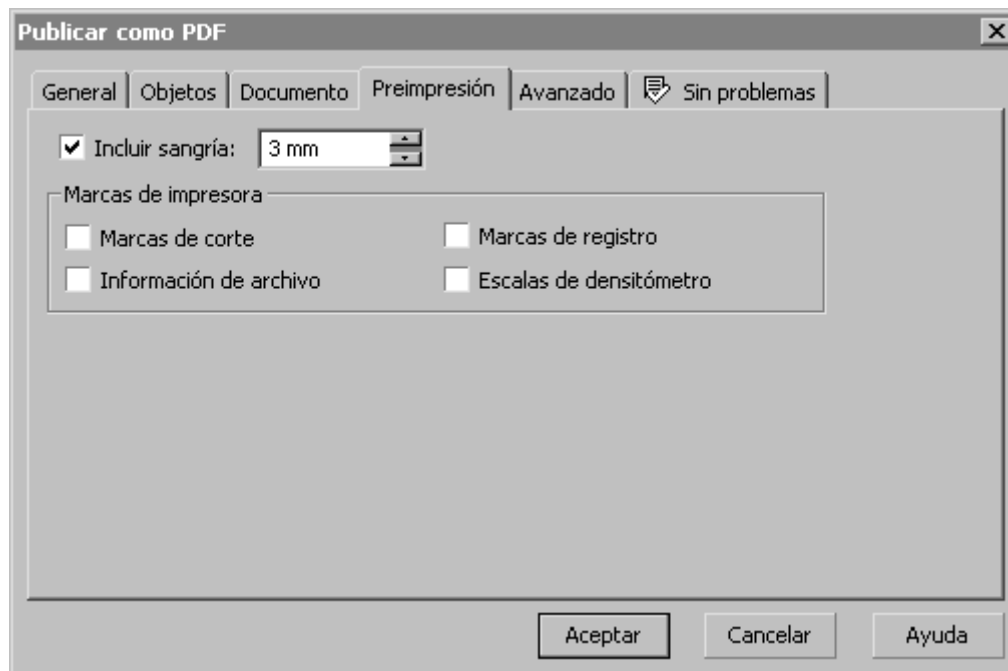 Publicar como PDF
General Objetos Documento Preimpresión Avanzado Sin problemas
Incluir sangría: 3 mm
Marcas de impresora
Marcas de corte Marcas de registro
Información de archivo Escalas de densitómetro
Aceptar Cancelar Ayuda